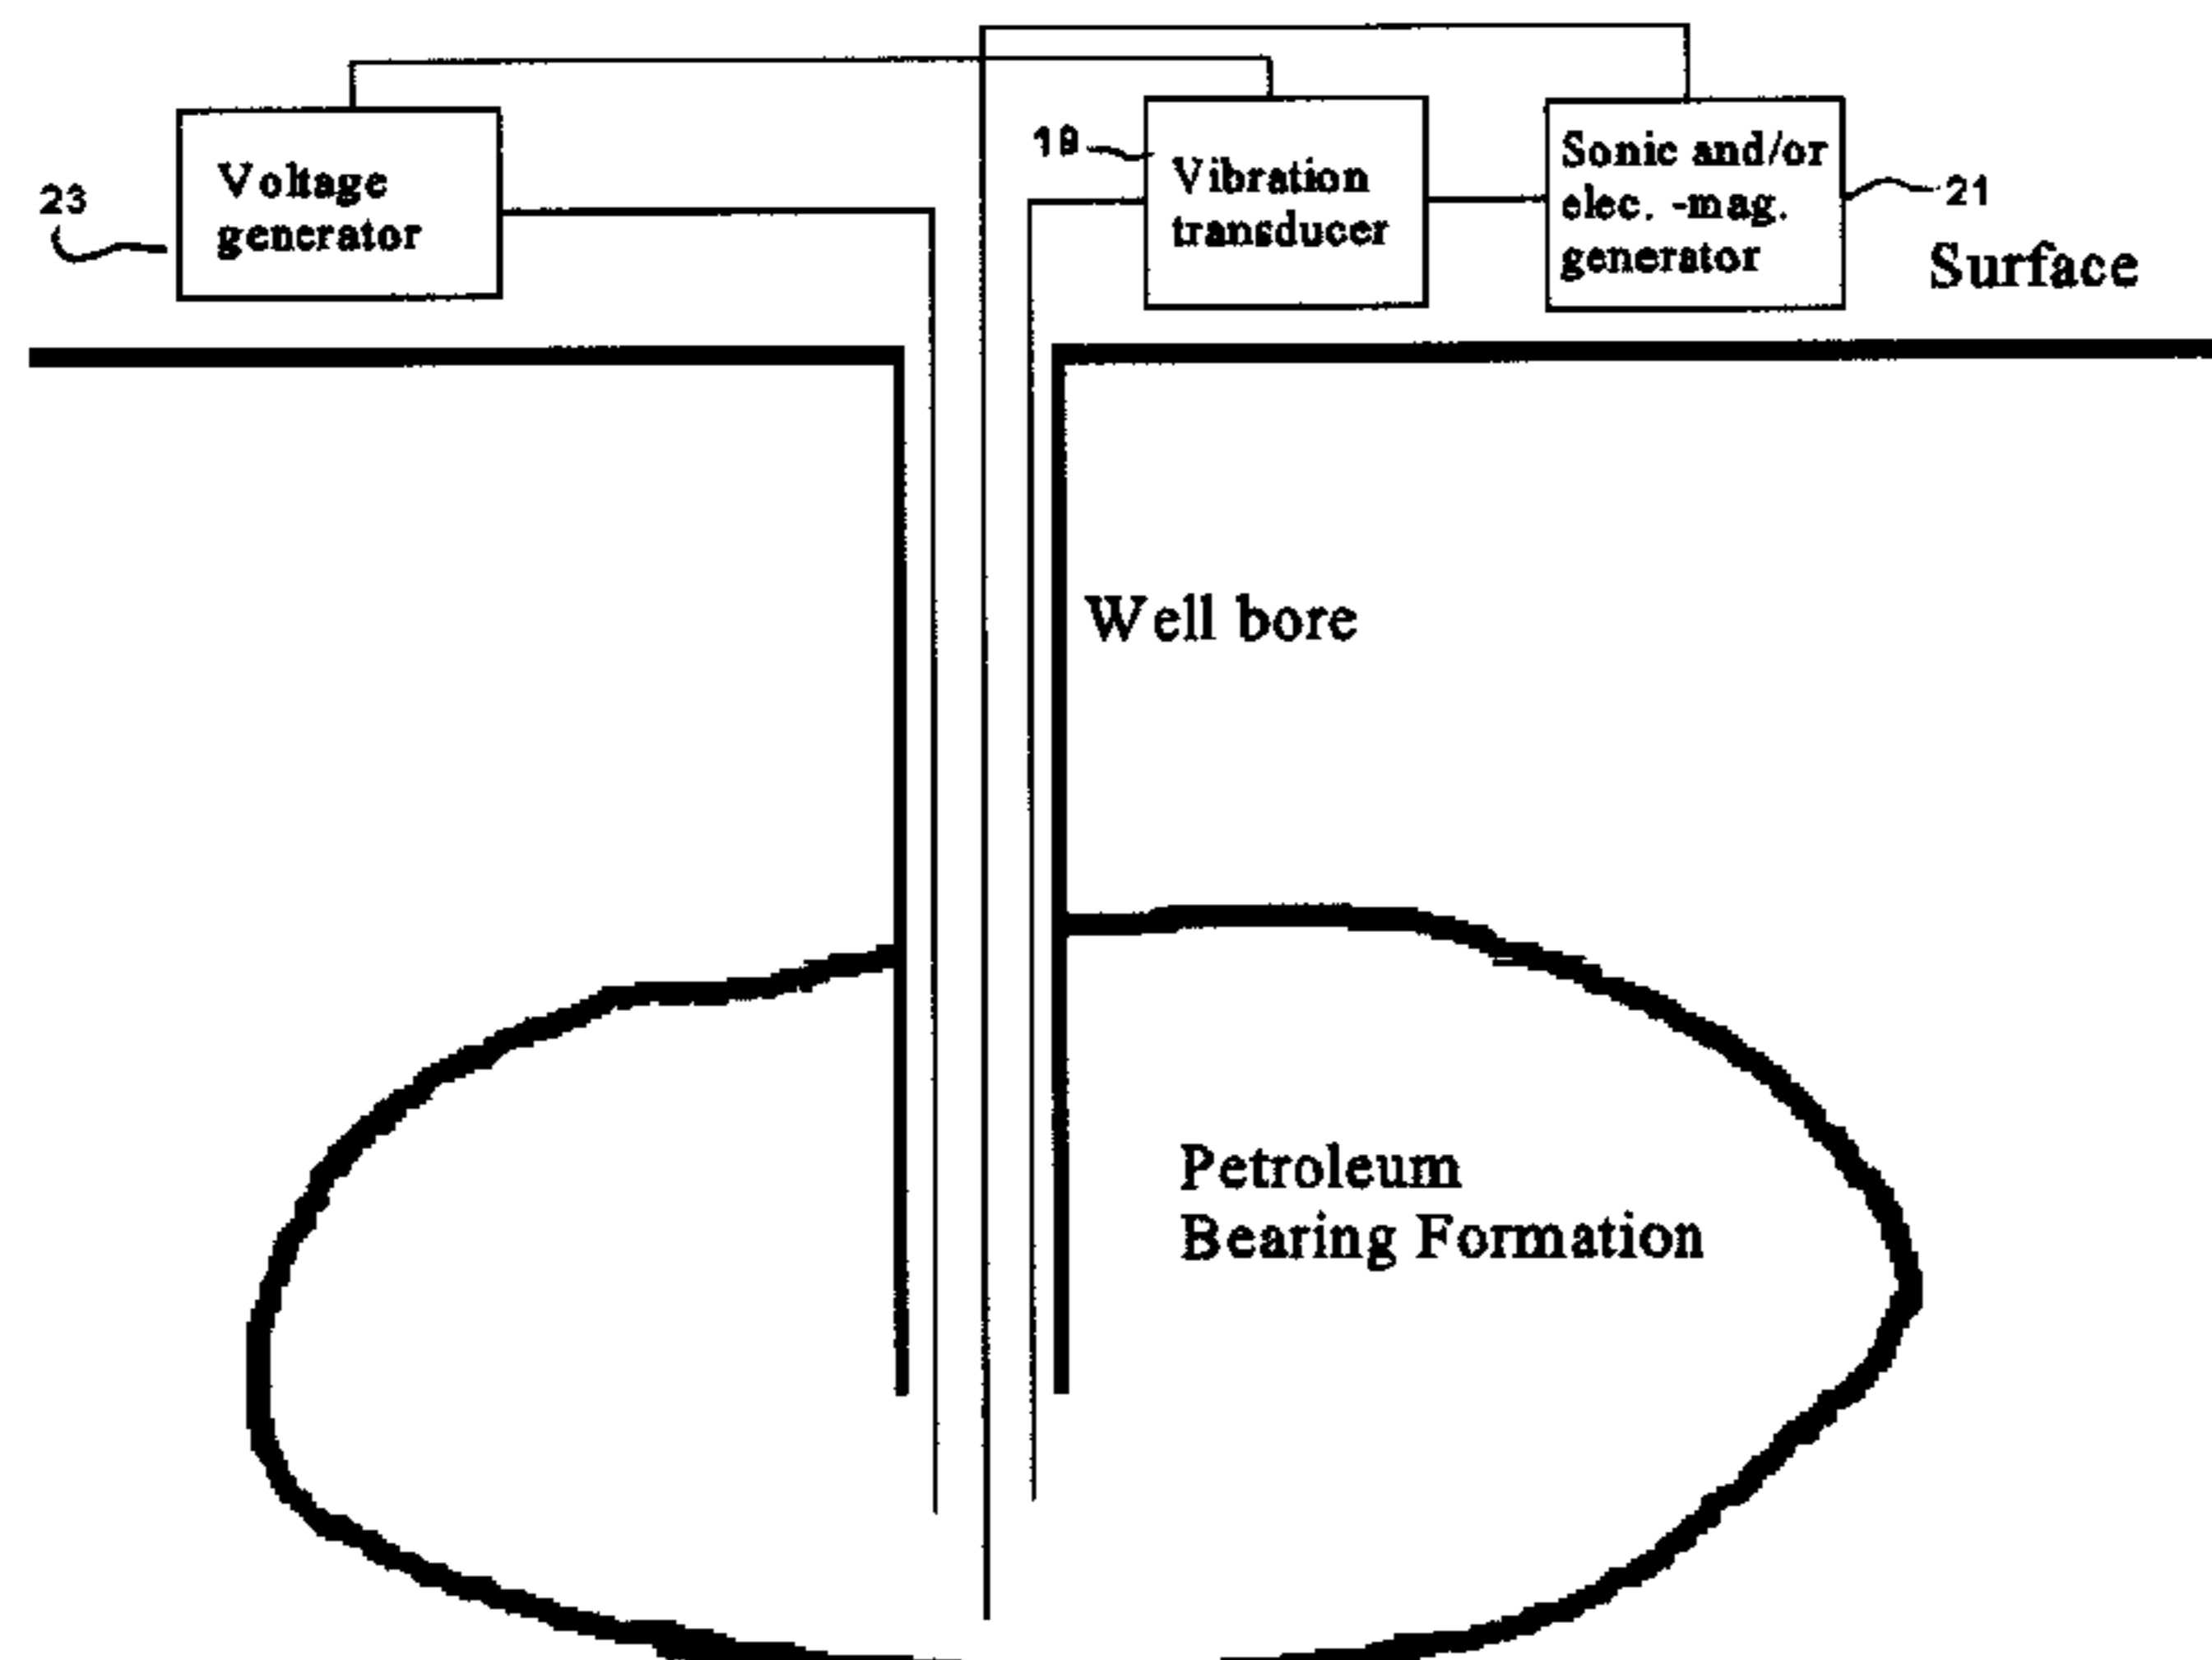 23
Voltage
generator
19
Vibration
transducer
Sonic and/or
elec. -mag.
generator
21
Surface
Well bore
Petroleum
Bearing Formation